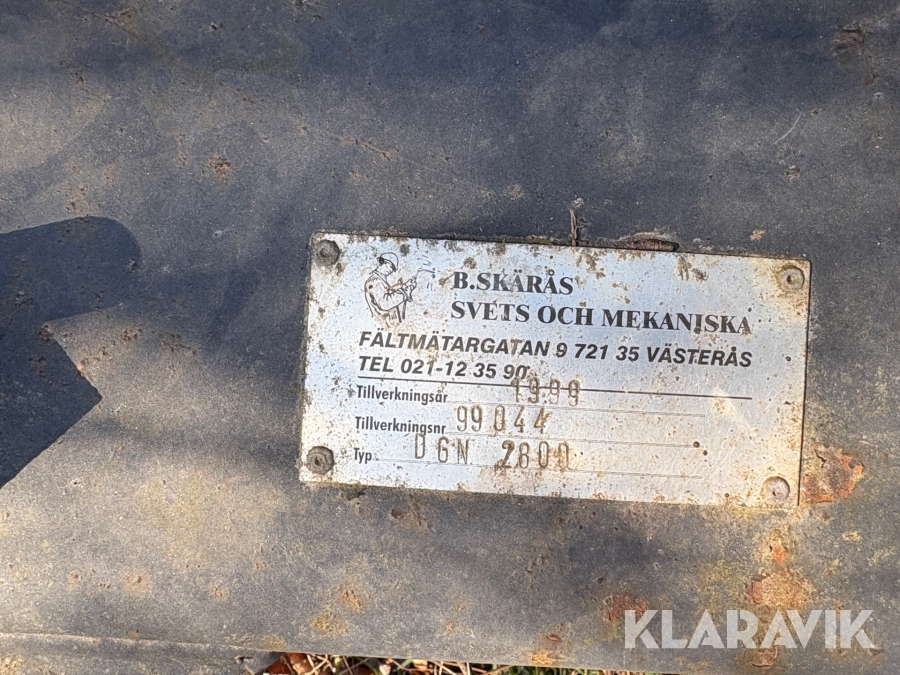 B.SKÄRÅS
SVETS OCH MEKANISKA
FÄLTMÄTARGATAN 9 721 35 VÄSTERÅS
TEL 021-12 35 90
Tillverkningsår 1999
Tillverkningsnr 99044
Typ DGN 2800
KLARAVIK